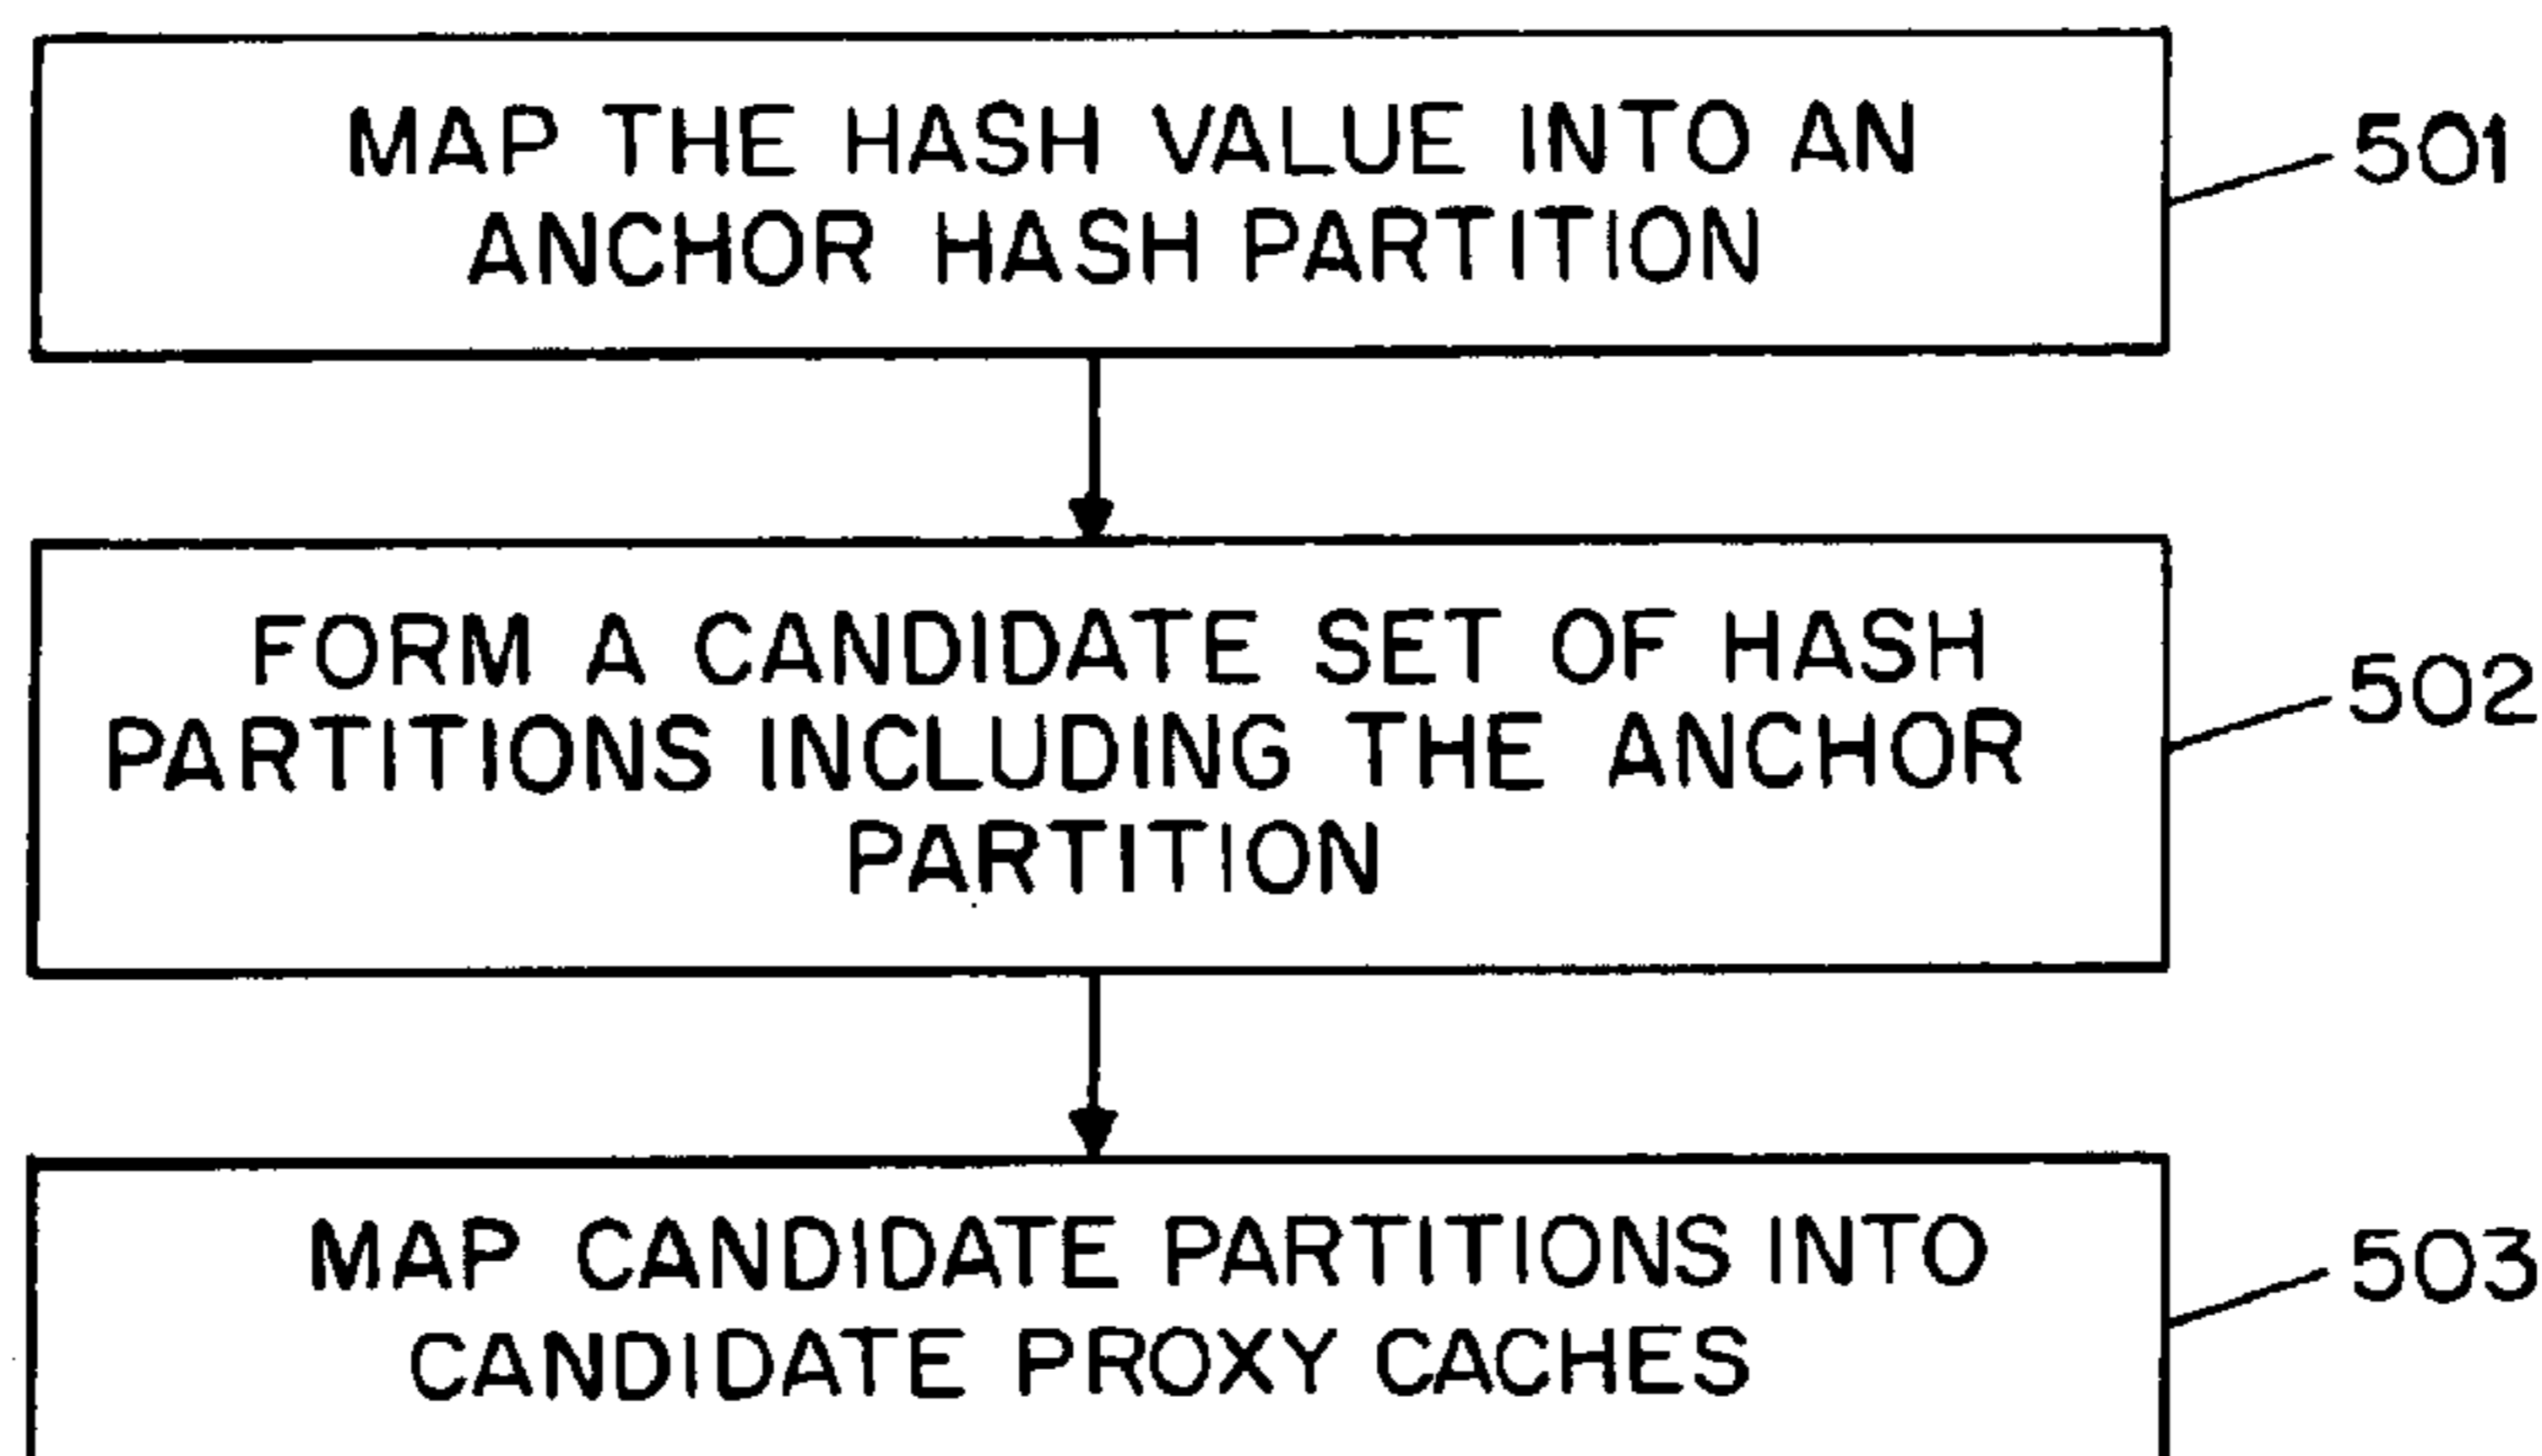 MAP THE HASH VALUE INTO AN
ANCHOR HASH PARTITION
501
FORM A CANDIDATE SET OF HASH
PARTITIONS INCLUDING THE ANCHOR
PARTITION
502
MAP CANDIDATE PARTITIONS INTO
CANDIDATE PROXY CACHES
503